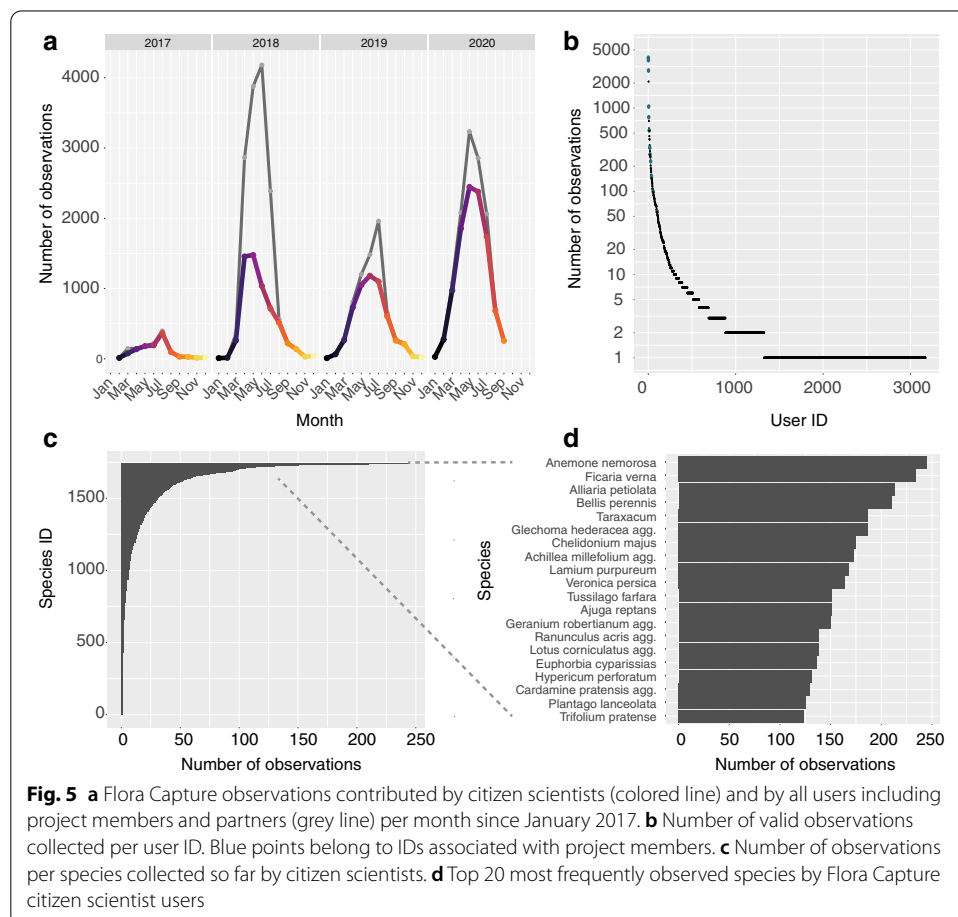 a
2017 2018 2019 2020
4000
3000
2000
1000
0
Number of observations
Jan Mar May Jul Sep Nov Jan Mar May Jul Sep Nov Jan Mar May Jul Sep Nov Jan Mar May Jul Sep Nov
Month
b
5000
2000
1000
500
200
100
50
20
10
5
2
1
Number of observations
0 1000 2000 3000
User ID
c
1500
1000
500
0
Species ID
0 50 100 150 200 250
Number of observations
d
Species
Anemone nemorosa
Ficaria verna
Alliaria petiolata
Bellis perennis
Taraxacum
Glechoma hederacea agg.
Chelidonium majus
Achillea millefolium agg.
Lamium purpureum
Veronica persica
Tussilago farfara
Ajuga reptans
Geranium robertianum agg.
Ranunculus acris agg.
Lotus corniculatus agg.
Euphorbia cyparissias
Hypericum perforatum
Cardamine pratensis agg.
Plantago lanceolata
Trifolium pratense
0 50 100 150 200 250
Number of observations
Fig. 5 a Flora Capture observations contributed by citizen scientists (colored line) and by all users including
project members and partners (grey line) per month since January 2017. b Number of valid observations
collected per user ID. Blue points belong to IDs associated with project members. c Number of observations
per species collected so far by citizen scientists. d Top 20 most frequently observed species by Flora Capture
citizen scientist users